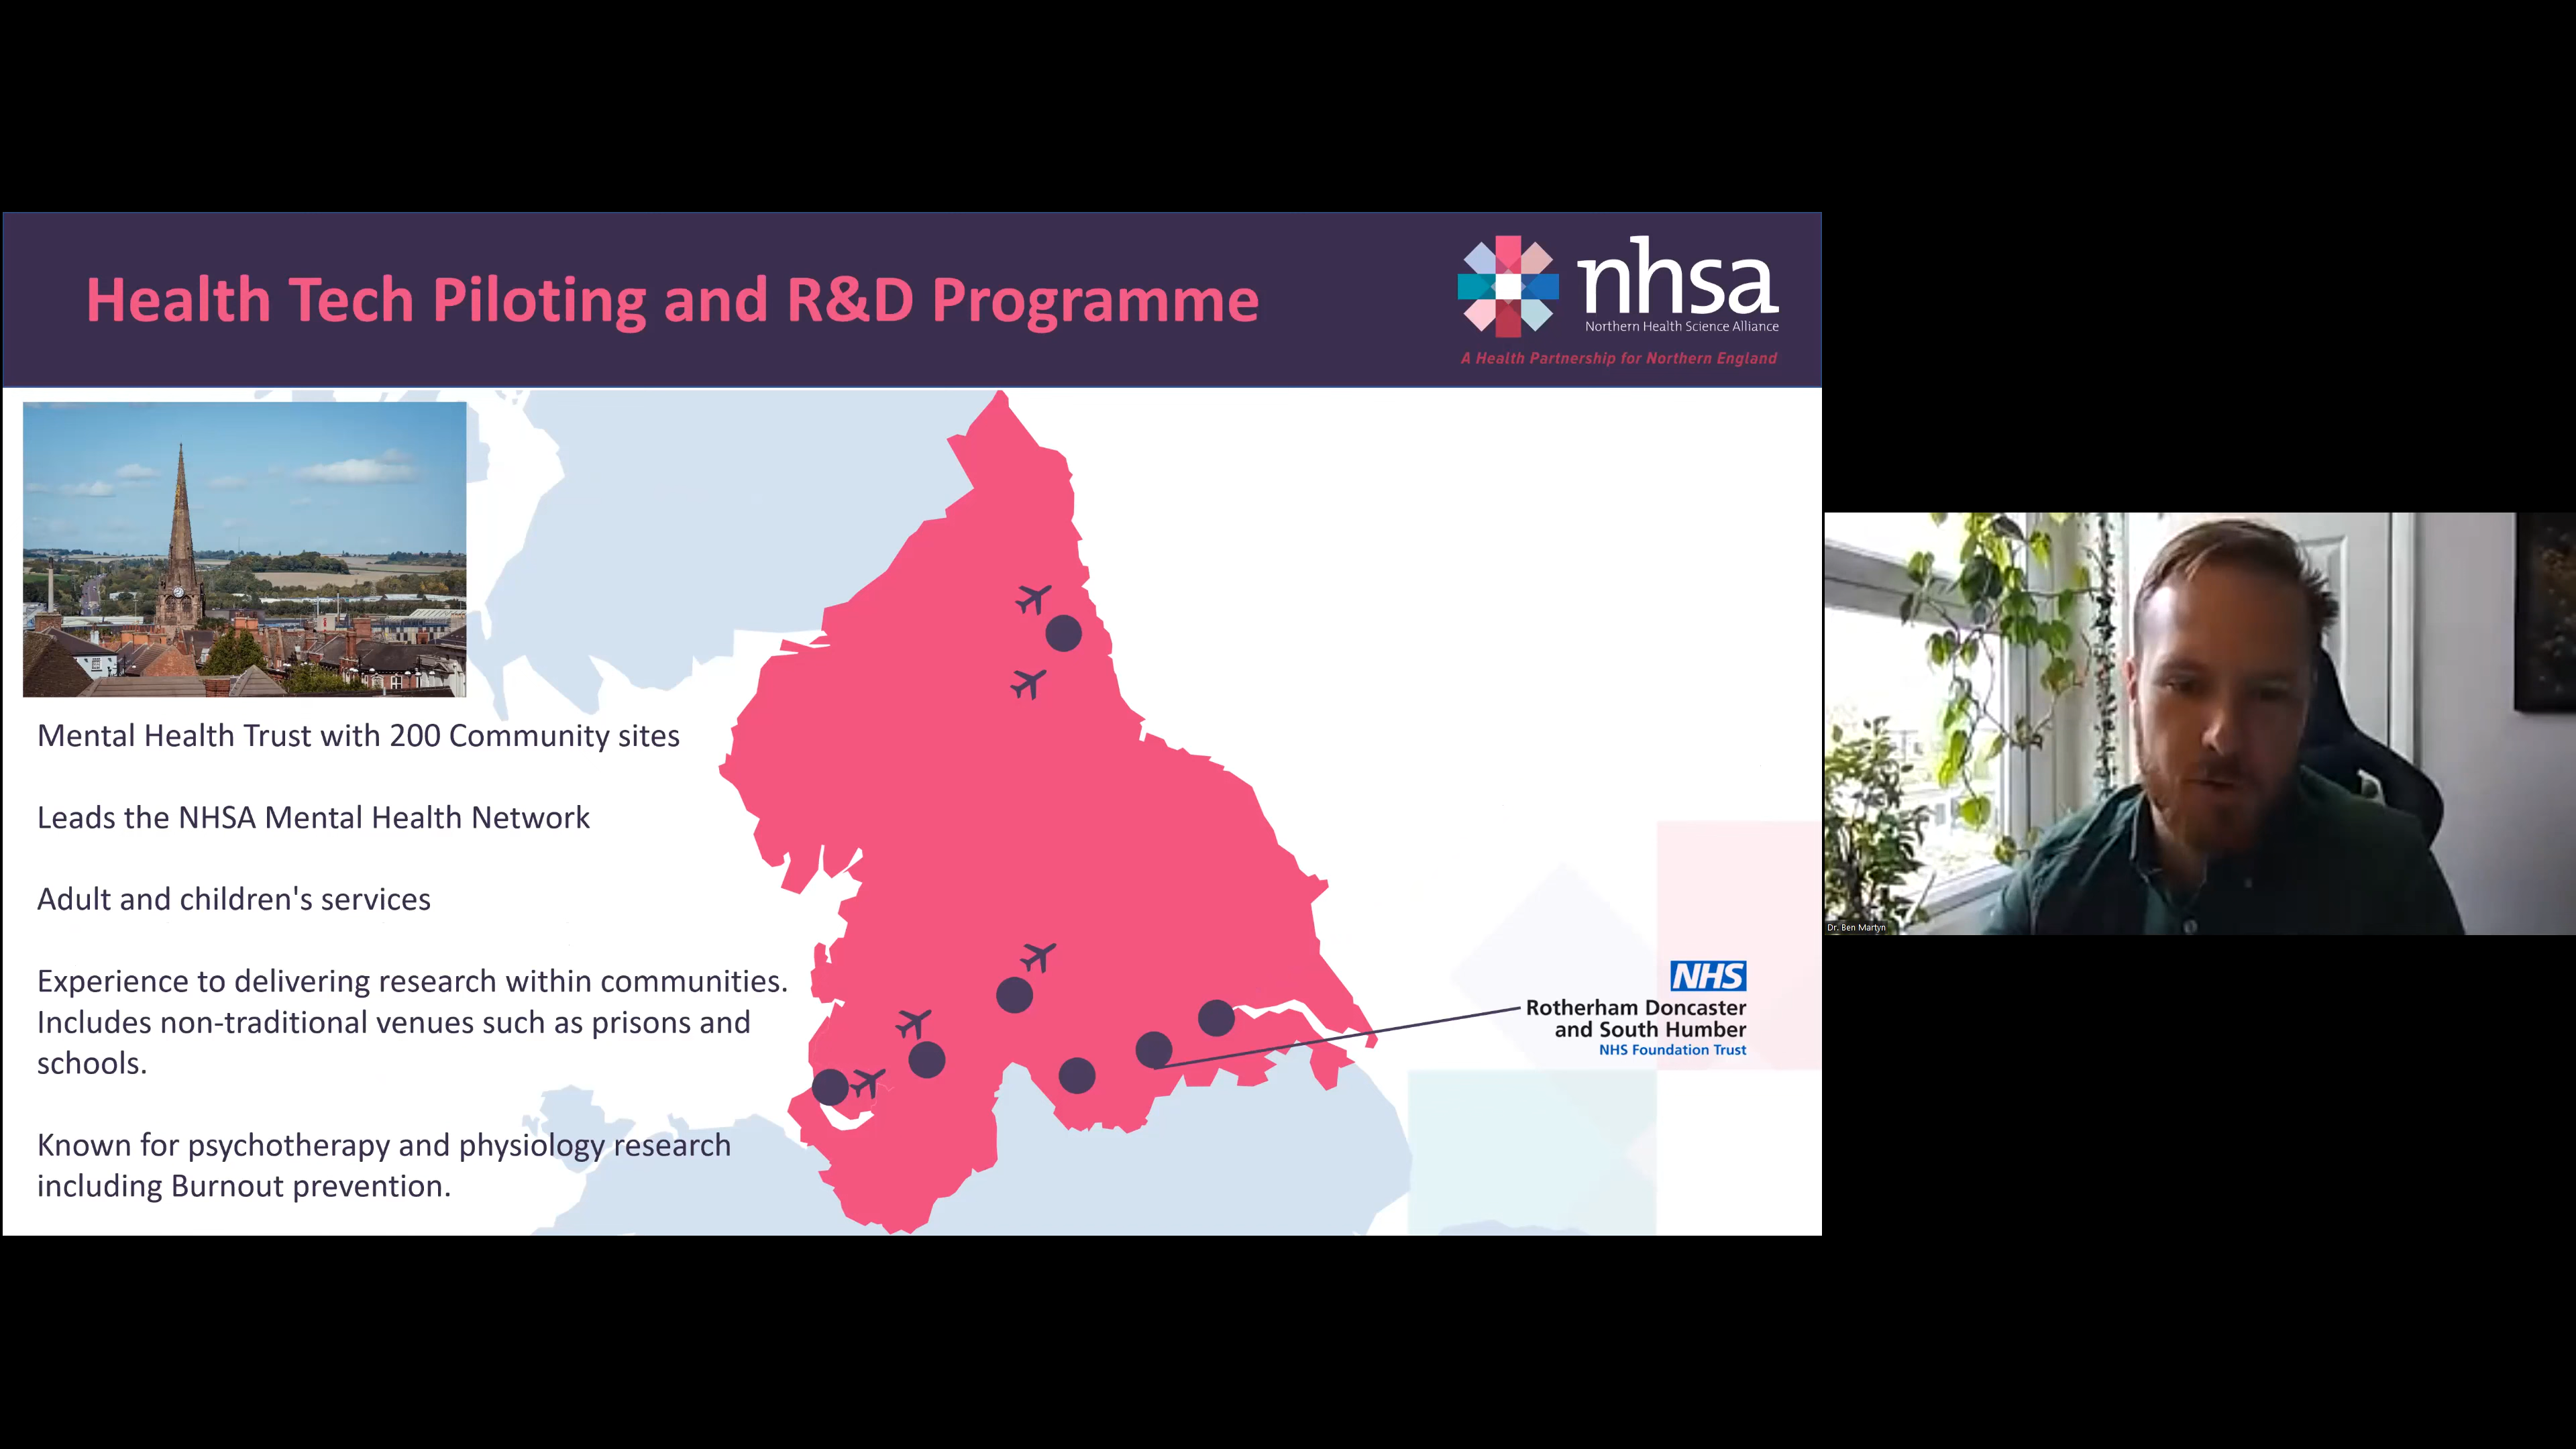 Health Tech Piloting and R&D Programme
nhsa
Northern Health Science Alliance
A Health Partnership for Northern England
Mental Health Trust with 200 Community sites
Leads the NHSA Mental Health Network
Adult and children's services
Experience to delivering research within communities.
Includes non-traditional venues such as prisons and
schools.
Known for psychotherapy and physiology research
including Burnout prevention.
NHS
Rotherham Doncaster
and South Humber
NHS Foundation Trust
Dr. Ben Martyn